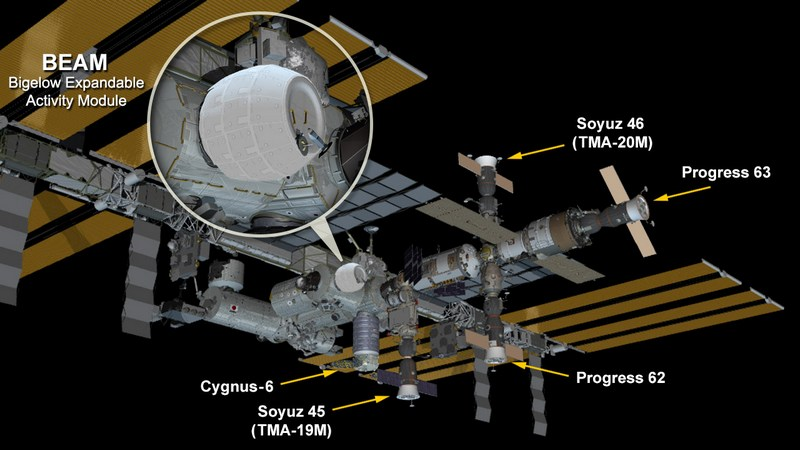 BEAM
Bigelow Expandable
Activity Module
Soyuz 46
(TMA-20M)
Progress 63
Cygnus-6
Soyuz 45
(TMA-19M)
Progress 62